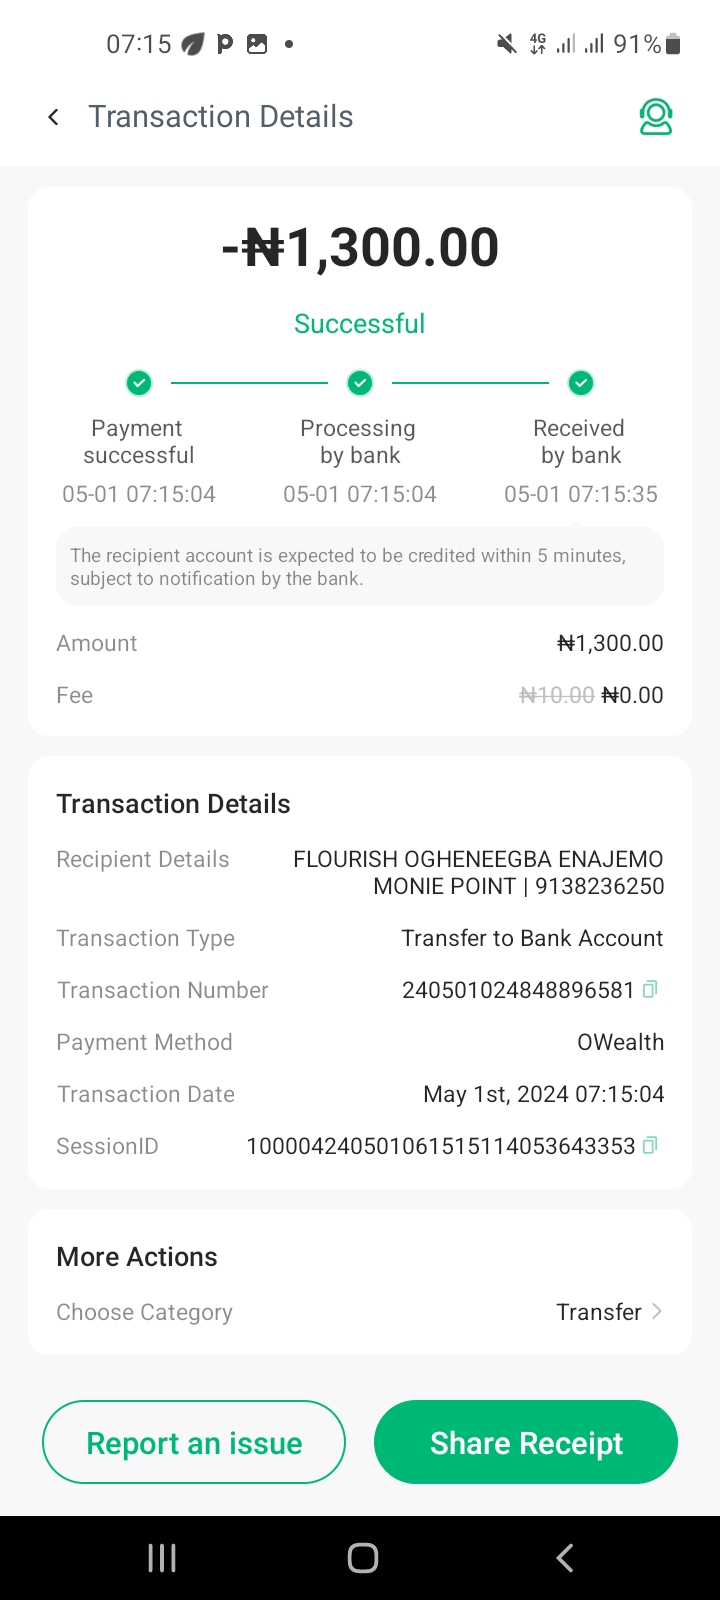 07:15
4G
91%
Transaction Details
-₦1,300.00
Successful
Payment successful
Processing by bank
Received by bank
05-01 07:15:04
05-01 07:15:04
05-01 07:15:35
The recipient account is expected to be credited within 5 minutes,
subject to notification by the bank.
Amount ₦1,300.00
Fee ₦10.00 ₦0.00
Transaction Details
Recipient Details FLOURISH OGHENEEGBA ENAJEMO
MONIE POINT | 9138236250
Transaction Type Transfer to Bank Account
Transaction Number 240501024848896581
Payment Method OWealth
Transaction Date May 1st, 2024 07:15:04
SessionID 100004240501061515114053643353
More Actions
Choose Category Transfer
Report an issue
Share Receipt